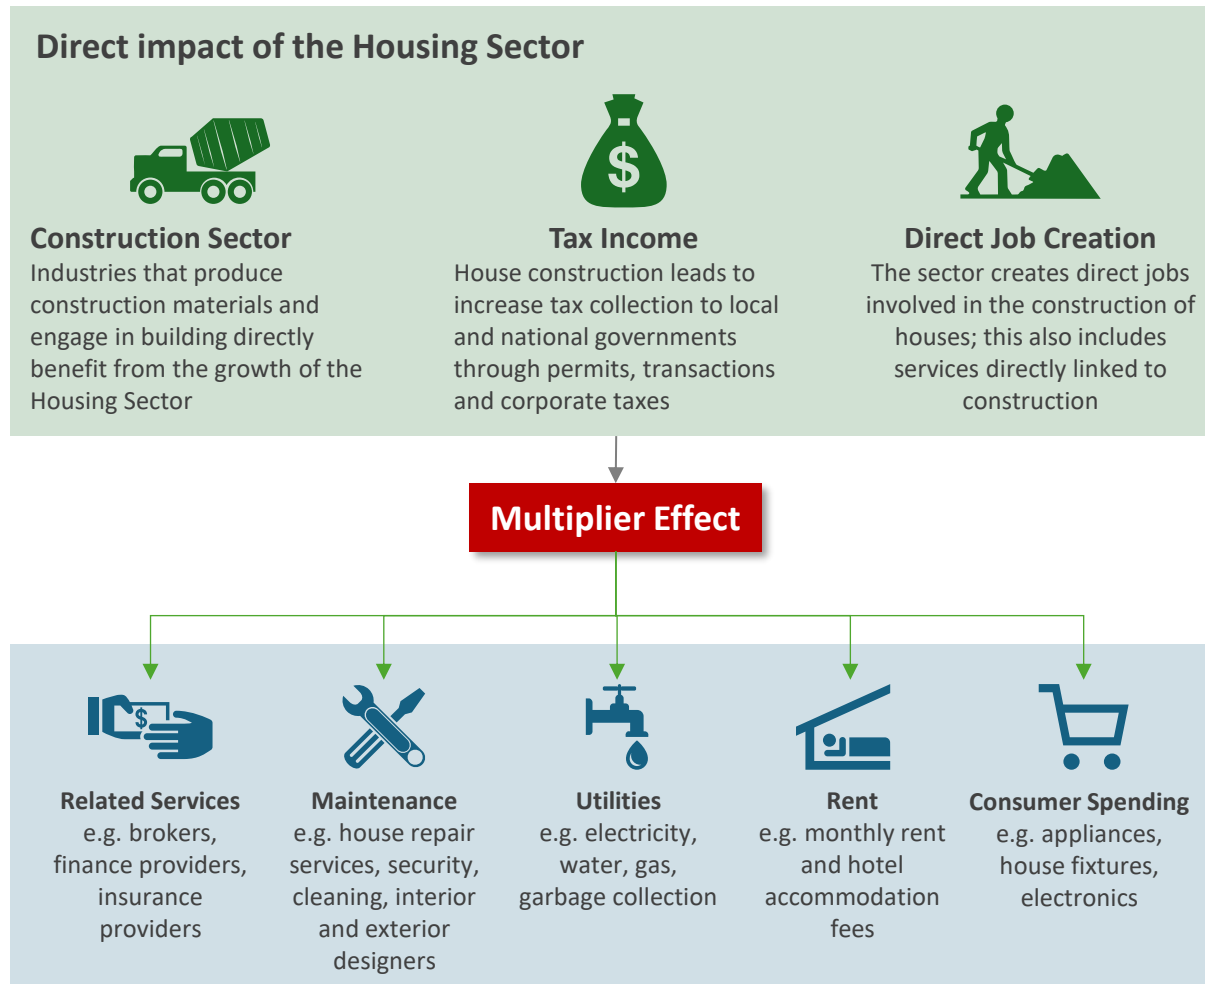 Direct impact of the Housing Sector
$
Construction Sector
Industries that produce
construction materials and
engage in building directly
benefit from the growth of the
Housing Sector
Tax Income
House construction leads to
increase tax collection to local
and national governments
through permits, transactions
and corporate taxes
Direct Job Creation
The sector creates direct jobs
involved in the construction of
houses; this also includes
services directly linked to
construction
Multiplier Effect
$
Related Services
e.g. brokers,
finance providers,
insurance
providers
Maintenance
e.g. house repair
services, security,
cleaning, interior
and exterior
designers
Utilities
e.g. electricity,
water, gas,
garbage collection
Rent
e.g. monthly rent
and hotel
accommodation
fees
Consumer Spending
e.g. appliances,
house fixtures,
electronics